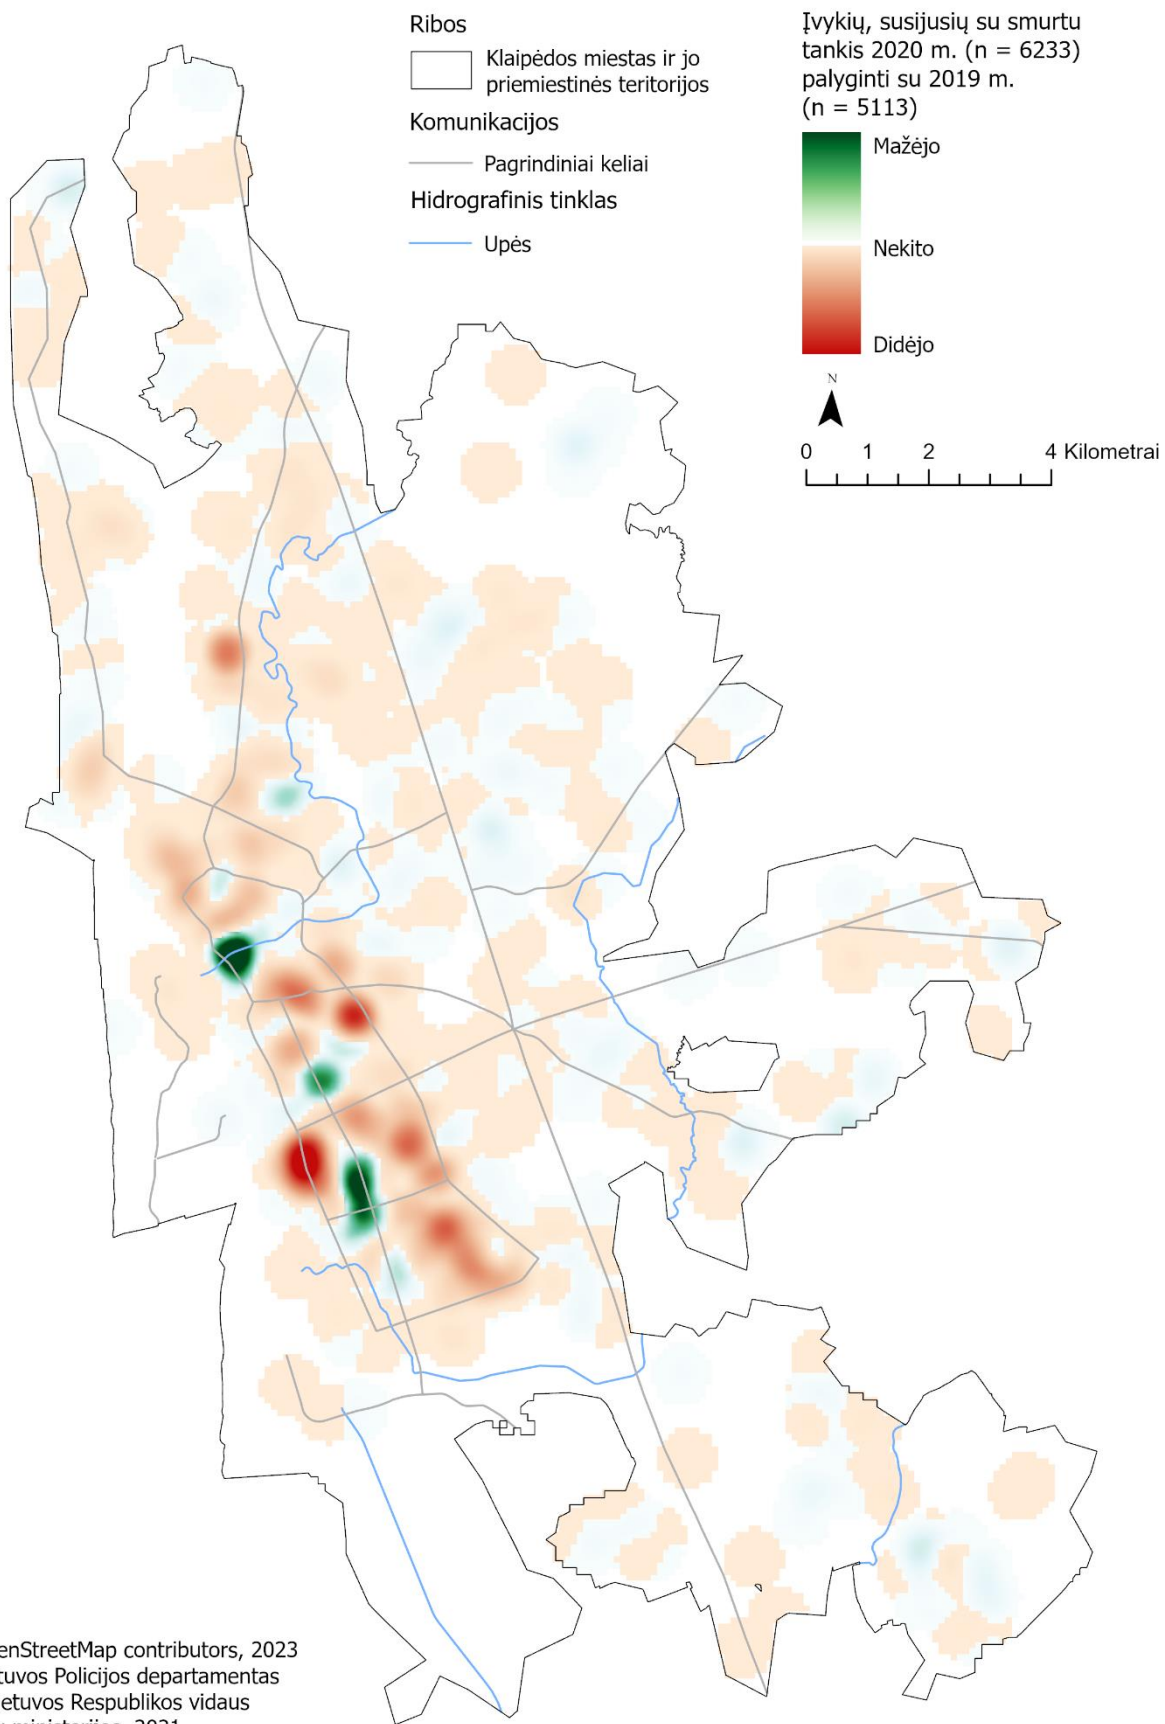 Ribos
Klaipėdos miestas ir jo
priemiestinės teritorijos
Komunikacijos
Pagrindiniai keliai
Hidrografinis tinklas
Upės
Įvykių, susijusių su smurtu
tankis 2020 m. (n = 6233)
palyginti su 2019 m.
(n = 5113)
Mažėjo
Nekito
Didėjo
N
0 1 2 4 Kilometrai
enStreetMap contributors, 2023
tuvos Policijos departamentas
ietuvos Respublikos vidaus